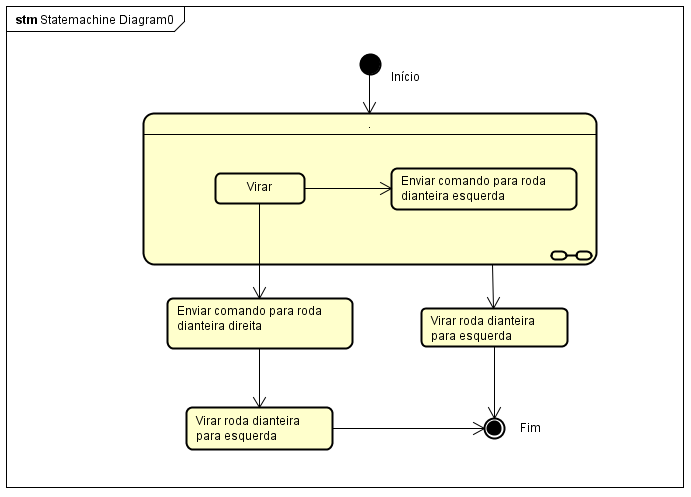 stm Statemachine Diagram0
Início
.
Virar
Enviar comando para roda
dianteira esquerda
Enviar comando para roda
dianteira direita
Virar roda dianteira
para esquerda
Virar roda dianteira
para esquerda
Fim